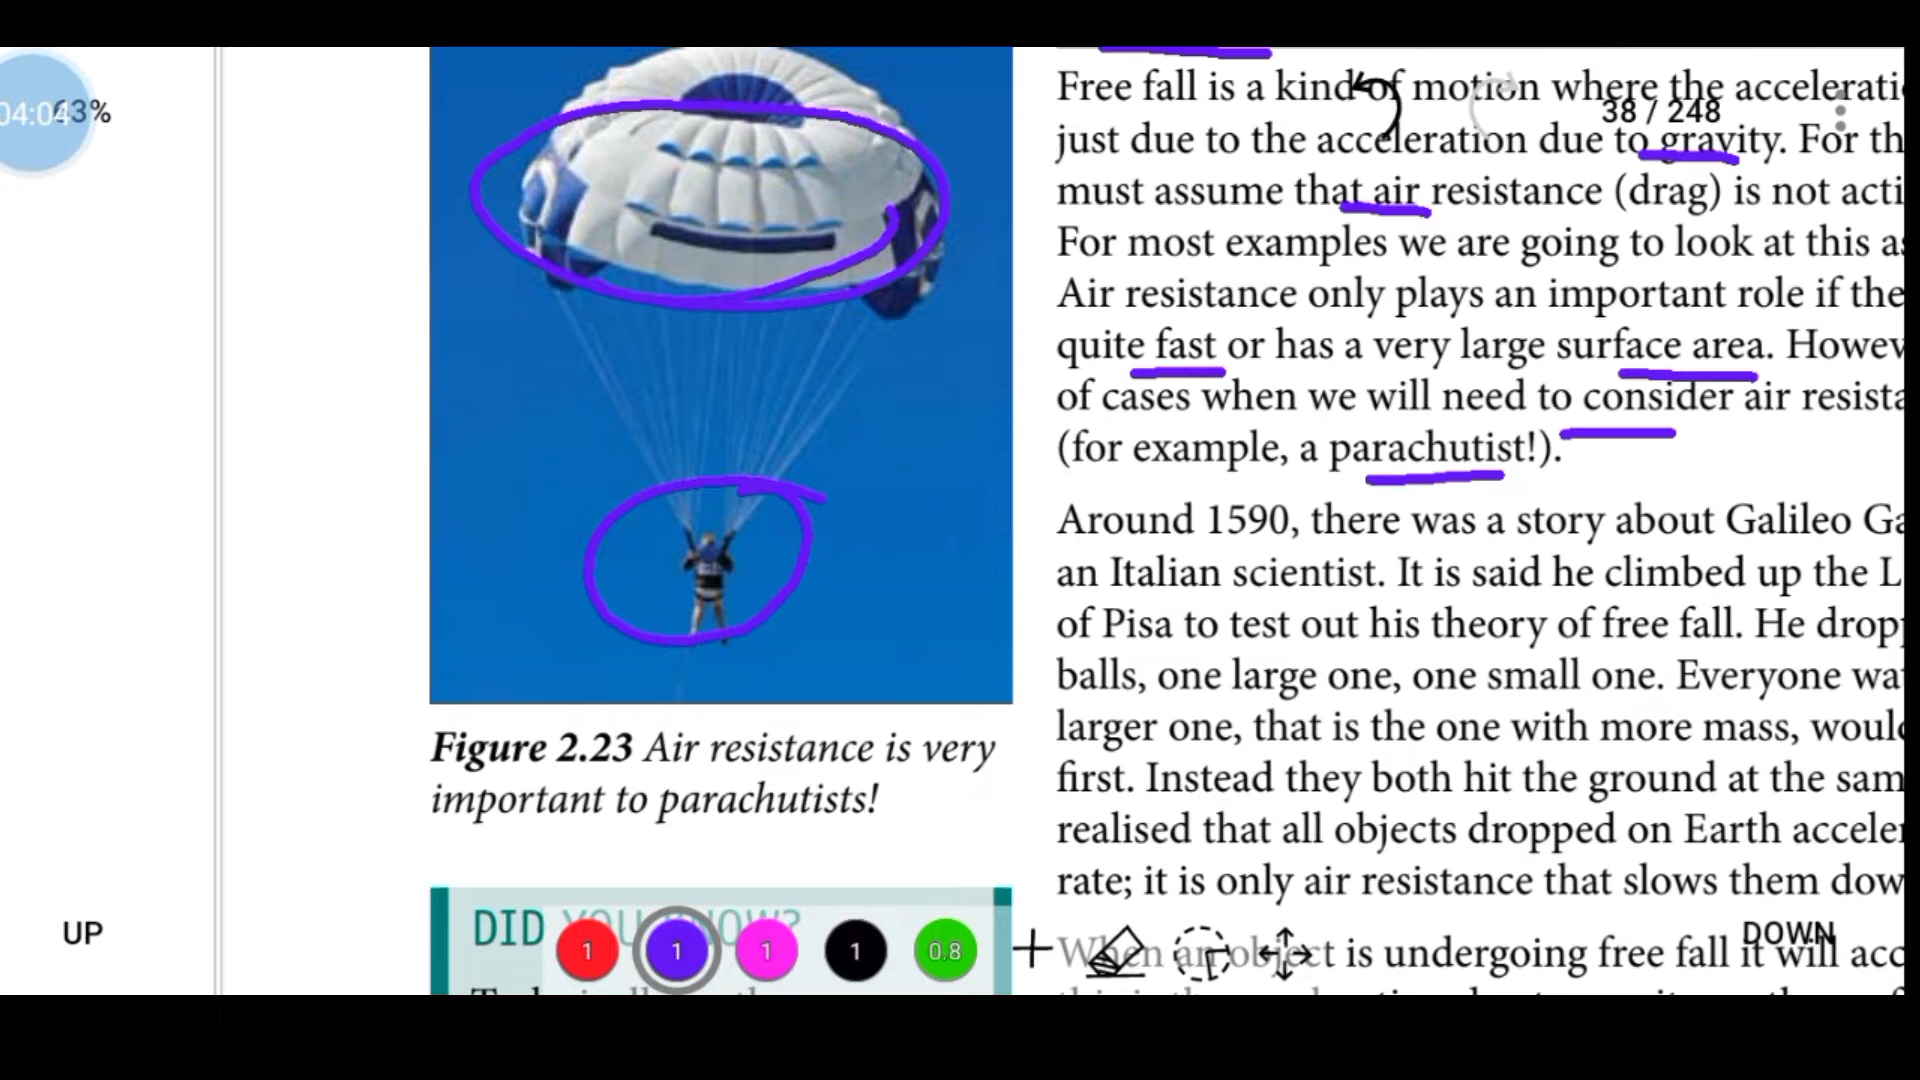 04:04
63%
38 / 248
Free fall is a kind of motion where the accelerati
just due to the acceleration due to gravity. For th
must assume that air resistance (drag) is not acti
For most examples we are going to look at this as
Air resistance only plays an important role if the
quite fast or has a very large surface area. Howev
of cases when we will need to consider air resista
(for example, a parachutist!).
Around 1590, there was a story about Galileo Ga
an Italian scientist. It is said he climbed up the L
of Pisa to test out his theory of free fall. He drop
balls, one large one, one small one. Everyone wa
larger one, that is the one with more mass, would
first. Instead they both hit the ground at the sam
realised that all objects dropped on Earth acceler
rate; it is only air resistance that slows them dow
When an object is undergoing free fall it will acc
Figure 2.23 Air resistance is very
important to parachutists!
DID YOU KNOW?
UP
DOWN
1 1 1 1 0.8